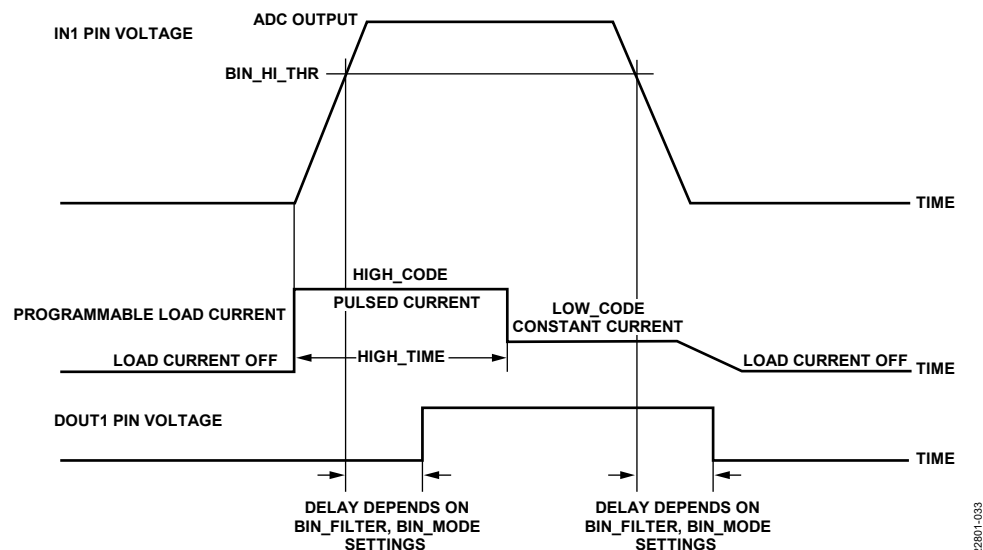 IN1 PIN VOLTAGE
ADC OUTPUT
BIN_HI_THR
TIME
HIGH_CODE
PULSED CURRENT
LOW_CODE
CONSTANT CURRENT
PROGRAMMABLE LOAD CURRENT
LOAD CURRENT OFF
HIGH_TIME
LOAD CURRENT OFF
TIME
DOUT1 PIN VOLTAGE
TIME
DELAY DEPENDS ON
BIN_FILTER, BIN_MODE
SETTINGS
DELAY DEPENDS ON
BIN_FILTER, BIN_MODE
SETTINGS
22801-033